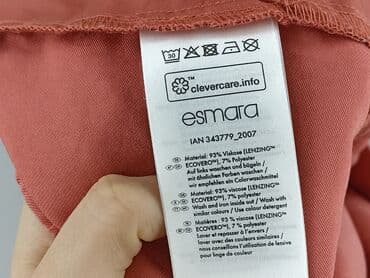 30
clevercare.info
esmara
IAN 343779_2007
Material: 93% Viskose (LENZING™
ECOVERO™), 7% Polyester
Auf links waschen und bügeln /
mit ähnlichen Farben waschen /
wir empfehlen ein Colorwaschmittel
Material: 93% viscose (LENZING™
ECOVERO™), 7% Polyester
Wash and iron inside out / Wash with
similar colours / Use colour detergent
Matières : 93 % viscose (LENZING™
ECOVERO™), 7 % polyester
Laver et repasser à l'envers /
laver avec des couleurs similaires /
nous conseillons l'utilisation de lessive
pour linge de couleur